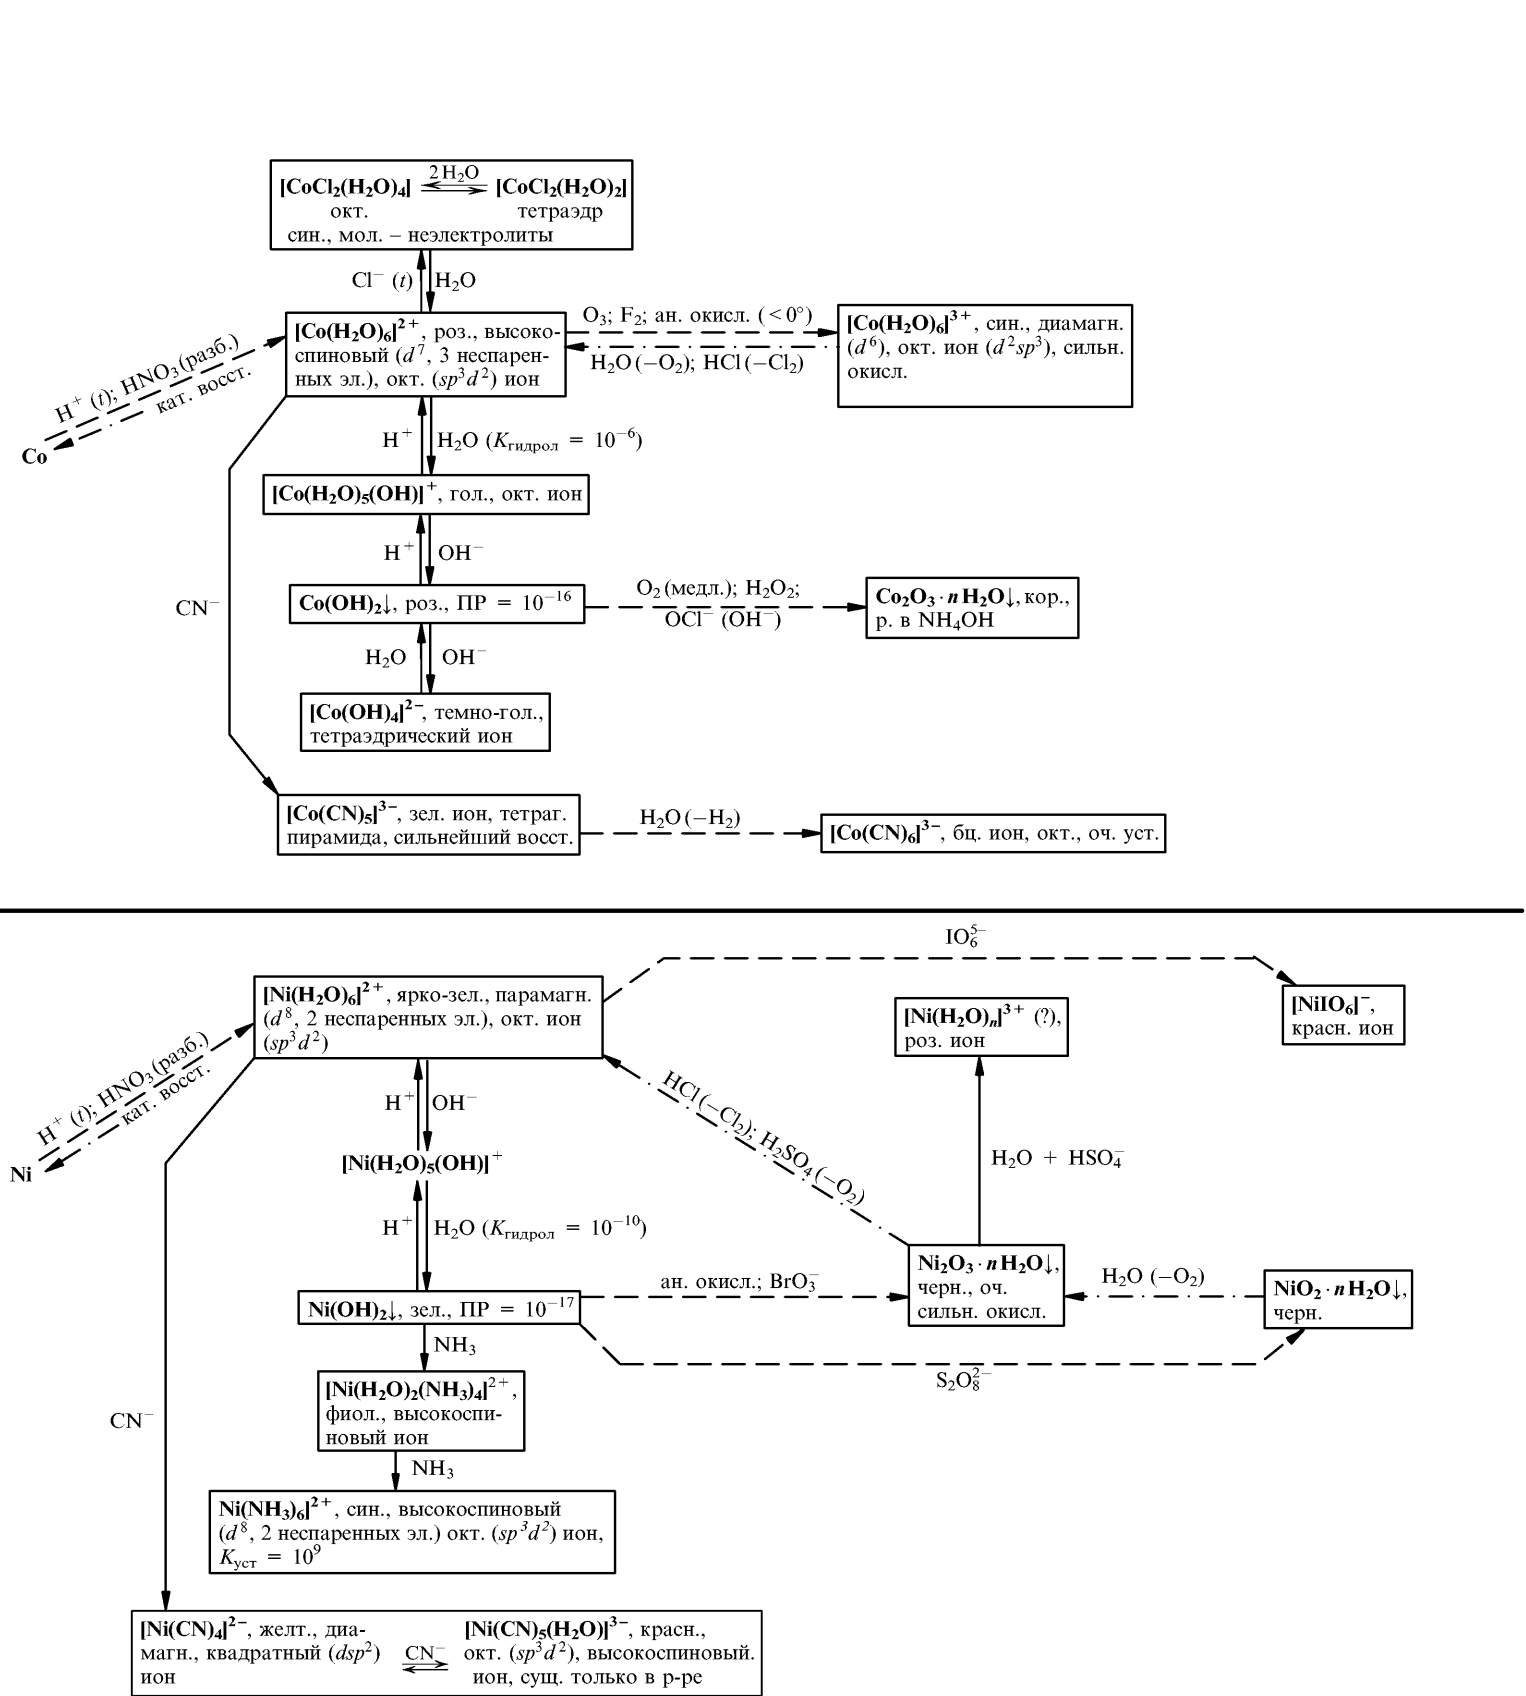 [CoCl₂(H₂O)₄] 2H₂O ⇄ [CoCl₂(H₂O)₂]
окт. тетраэдр
син., мол. – неэлектролиты
Cl⁻ (t) H₂O
[Co(H₂O)₆]²⁺, роз., высоко-
спиновый (d⁷, 3 неспарен-
ных эл.), окт. (sp³d²) ион
O₃; F₂; ан. окисл. (<0°)
H₂O (−O₂); HCl (−Cl₂)
[Co(H₂O)₆]³⁺, син., диамагн.
(d⁶), окт. ион (d²sp³), сильн.
окисл.
H⁺ (t); HNO₃ (разб.)
кат. восст.
Co
H⁺ H₂O (Kгидрол = 10⁻⁶)
[Co(H₂O)₅(OH)]⁺, гол., окт. ион
H⁺ OH⁻
CN⁻
Co(OH)₂↓, роз., ПР = 10⁻¹⁶
O₂ (медл.); H₂O₂;
OCl⁻ (OH⁻)
Co₂O₃ · nH₂O↓, кор.,
р. в NH₄OH
H₂O OH⁻
[Co(OH)₄]²⁻, темно-гол.,
тетраэдрический ион
[Co(CN)₅]³⁻, зел. ион, тетраг.
пирамида, сильнейший восст.
H₂O (−H₂)
[Co(CN)₆]³⁻, бц. ион, окт., оч. уст.
IO₆⁵⁻
[Ni(H₂O)₆]²⁺, ярко-зел., парамагн.
(d⁸, 2 неспаренных эл.), окт. ион
(sp³d²)
[Ni(H₂O)ₙ]³⁺ (?),
роз. ион
[NiIO₆]⁻,
красн. ион
H⁺ (t); HNO₃ (разб.)
кат. восст.
Ni
H⁺ OH⁻
HCl (−Cl₂); H₂SO₄ (−O₂)
[Ni(H₂O)₅(OH)]⁺
H₂O + HSO₄⁻
H⁺ H₂O (Kгидрол = 10⁻¹⁰)
Ni(OH)₂↓, зел., ПР = 10⁻¹⁷
ан. окисл.; BrO₃⁻
Ni₂O₃ · nH₂O↓,
черн., оч.
сильн. окисл.
H₂O (−O₂)
NiO₂ · nH₂O↓,
черн.
S₂O₈²⁻
NH₃
[Ni(H₂O)₂(NH₃)₄]²⁺,
фиол., высокоспи-
новый ион
CN⁻
NH₃
Ni(NH₃)₆]²⁺, син., высокоспиновый
(d⁸, 2 неспаренных эл.) окт. (sp³d²) ион,
Kуст = 10⁹
[Ni(CN)₄]²⁻, желт., диа-
магн., квадратный (dsp²)
ион
CN⁻ ⇄
[Ni(CN)₅(H₂O)]³⁻, красн.,
окт. (sp³d²), высокоспиновый.
ион, сущ. только в р-ре